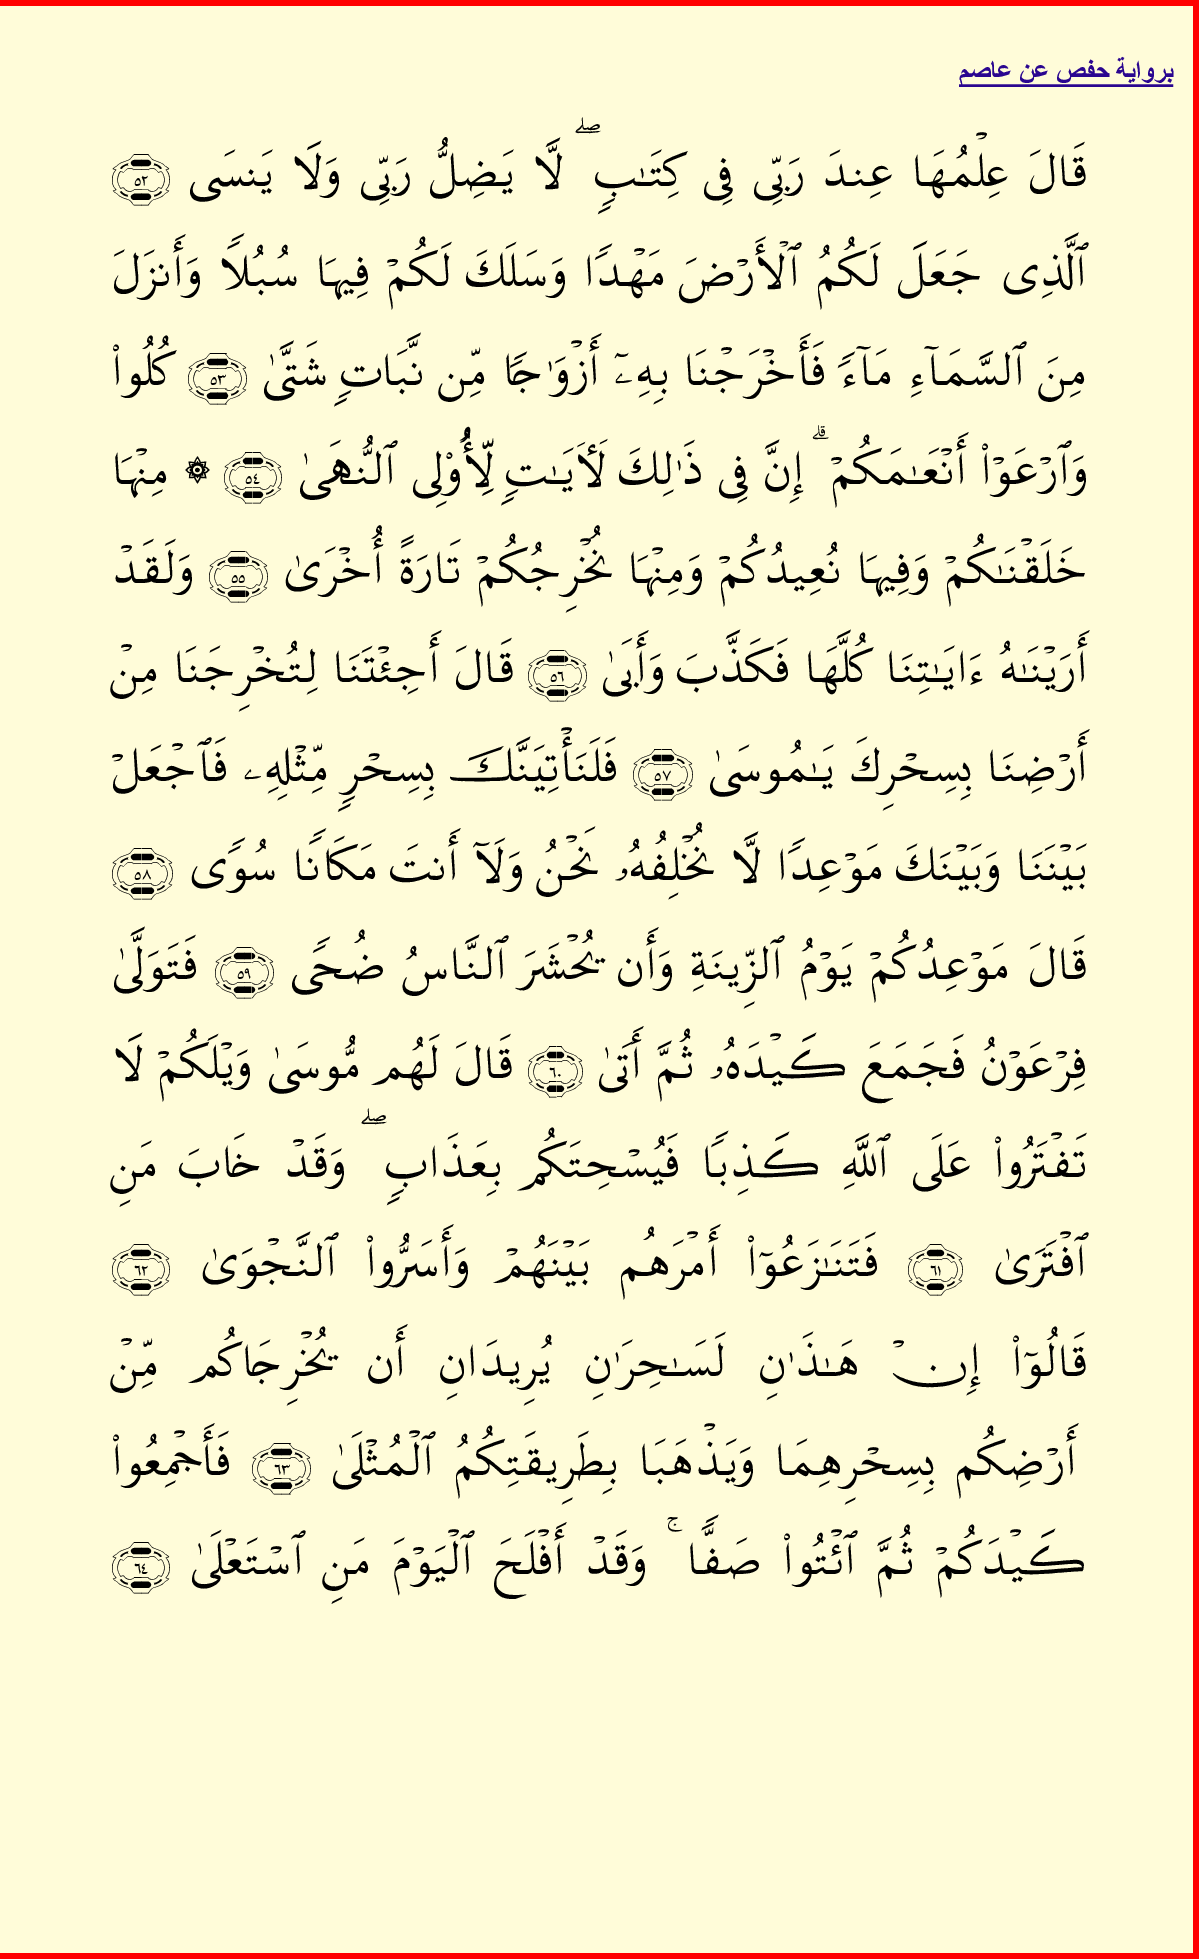 برواية حفص عن عاصم
قَالَ عِلْمُهَا عِندَ رَبِّى فِى كِتَـٰبٍ ۖ لَّا يَضِلُّ رَبِّى وَلَا يَنسَى ٥٢
ٱلَّذِى جَعَلَ لَكُمُ ٱلْأَرْضَ مَهْدًا وَسَلَكَ لَكُمْ فِيهَا سُبُلًا وَأَنزَلَ
مِنَ ٱلسَّمَآءِ مَآءً فَأَخْرَجْنَا بِهِۦٓ أَزْوَٰجًا مِّن نَّبَاتٍ شَتَّىٰ ٥٣ كُلُوا۟
وَٱرْعَوْا۟ أَنْعَـٰمَكُمْ ۗ إِنَّ فِى ذَٰلِكَ لَـَٔايَـٰتٍ لِّأُو۟لِى ٱلنُّهَىٰ ٥٤ ۞ مِنْهَا
خَلَقْنَـٰكُمْ وَفِيهَا نُعِيدُكُمْ وَمِنْهَا نُخْرِجُكُمْ تَارَةً أُخْرَىٰ ٥٥ وَلَقَدْ
أَرَيْنَـٰهُ ءَايَـٰتِنَا كُلَّهَا فَكَذَّبَ وَأَبَىٰ ٥٦ قَالَ أَجِئْتَنَا لِتُخْرِجَنَا مِنْ
أَرْضِنَا بِسِحْرِكَ يَـٰمُوسَىٰ ٥٧ فَلَنَأْتِيَنَّكَ بِسِحْرٍ مِّثْلِهِۦ فَٱجْعَلْ
بَيْنَنَا وَبَيْنَكَ مَوْعِدًا لَّا نُخْلِفُهُۥ نَحْنُ وَلَآ أَنتَ مَكَانًا سُوًى ٥٨
قَالَ مَوْعِدُكُمْ يَوْمُ ٱلزِّينَةِ وَأَن يُحْشَرَ ٱلنَّاسُ ضُحًى ٥٩ فَتَوَلَّىٰ
فِرْعَوْنُ فَجَمَعَ كَيْدَهُۥ ثُمَّ أَتَىٰ ٦٠ قَالَ لَهُم مُّوسَىٰ وَيْلَكُمْ لَا
تَفْتَرُوا۟ عَلَى ٱللَّهِ كَذِبًا فَيُسْحِتَكُم بِعَذَابٍ ۖ وَقَدْ خَابَ مَنِ
ٱفْتَرَىٰ ٦١ فَتَنَـٰزَعُوٓا۟ أَمْرَهُم بَيْنَهُمْ وَأَسَرُّوا۟ ٱلنَّجْوَىٰ ٦٢
قَالُوٓا۟ إِنْ هَـٰذَٰنِ لَسَـٰحِرَٰنِ يُرِيدَانِ أَن يُخْرِجَاكُم مِّنْ
أَرْضِكُم بِسِحْرِهِمَا وَيَذْهَبَا بِطَرِيقَتِكُمُ ٱلْمُثْلَىٰ ٦٣ فَأَجْمِعُوا۟
كَيْدَكُمْ ثُمَّ ٱئْتُوا۟ صَفًّا ۚ وَقَدْ أَفْلَحَ ٱلْيَوْمَ مَنِ ٱسْتَعْلَىٰ ٦٤